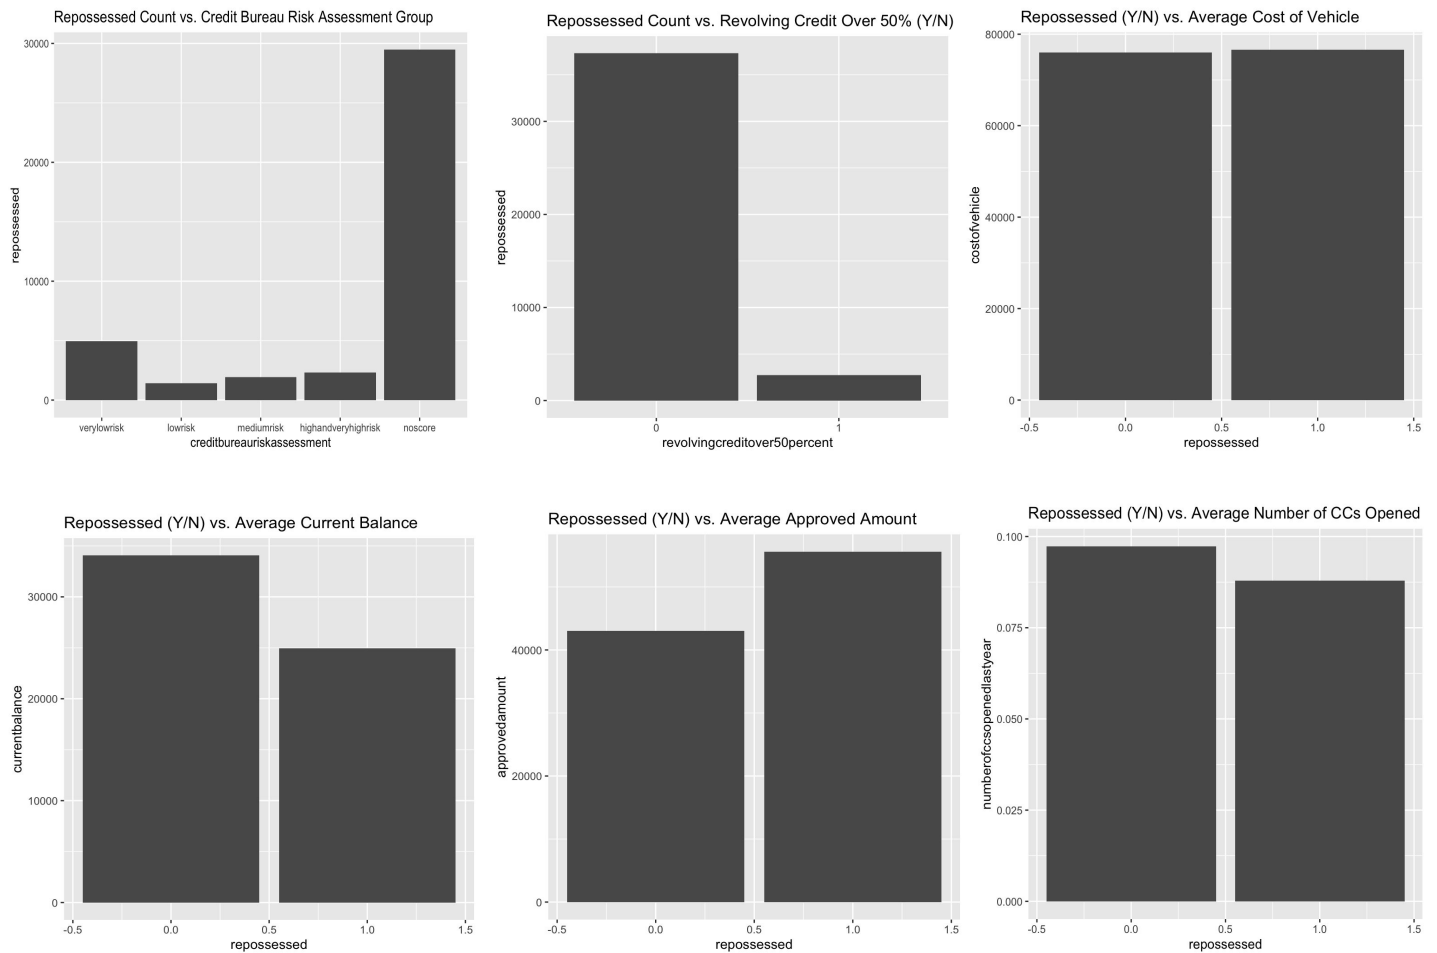 Repossessed Count vs. Credit Bureau Risk Assessment Group
30000
20000
10000
0
repossessed
verylowrisk lowrisk mediumrisk highandveryhighrisk noscore
creditbureauriskassessment
Repossessed Count vs. Revolving Credit Over 50% (Y/N)
30000
20000
10000
0
repossessed
0 1
revolvingcreditover50percent
Repossessed (Y/N) vs. Average Cost of Vehicle
80000
60000
40000
20000
0
costofvehicle
-0.5 0.0 0.5 1.0 1.5
repossessed
Repossessed (Y/N) vs. Average Current Balance
30000
20000
10000
0
currentbalance
-0.5 0.0 0.5 1.0 1.5
repossessed
Repossessed (Y/N) vs. Average Approved Amount
40000
20000
0
approvedamount
-0.5 0.0 0.5 1.0 1.5
repossessed
Repossessed (Y/N) vs. Average Number of CCs Opened
0.100
0.075
0.050
0.025
0.000
numberofccsopenedlastyear
-0.5 0.0 0.5 1.0 1.5
repossessed